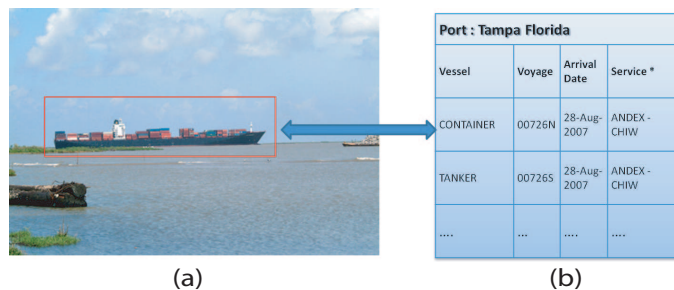 Port : Tampa Florida
Vessel Voyage Arrival Date Service *
CONTAINER 00726N 28-Aug-2007 ANDEX - CHIW
TANKER 00726S 28-Aug-2007 ANDEX - CHIW
.... ... .... ....
(a) (b)